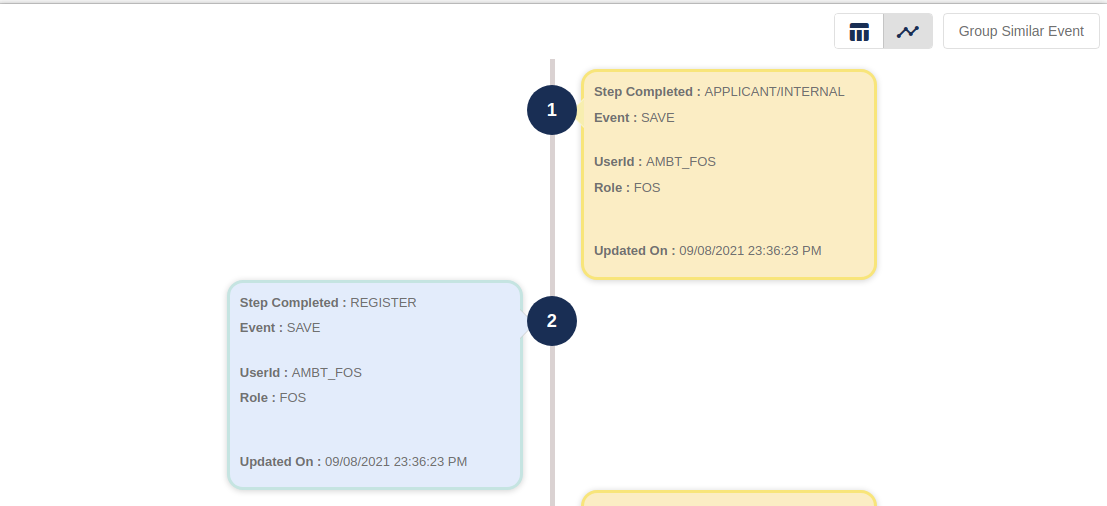 Group Similar Event
1
Step Completed : APPLICANT/INTERNAL
Event : SAVE
UserId : AMBT_FOS
Role : FOS
Updated On : 09/08/2021 23:36:23 PM
2
Step Completed : REGISTER
Event : SAVE
UserId : AMBT_FOS
Role : FOS
Updated On : 09/08/2021 23:36:23 PM